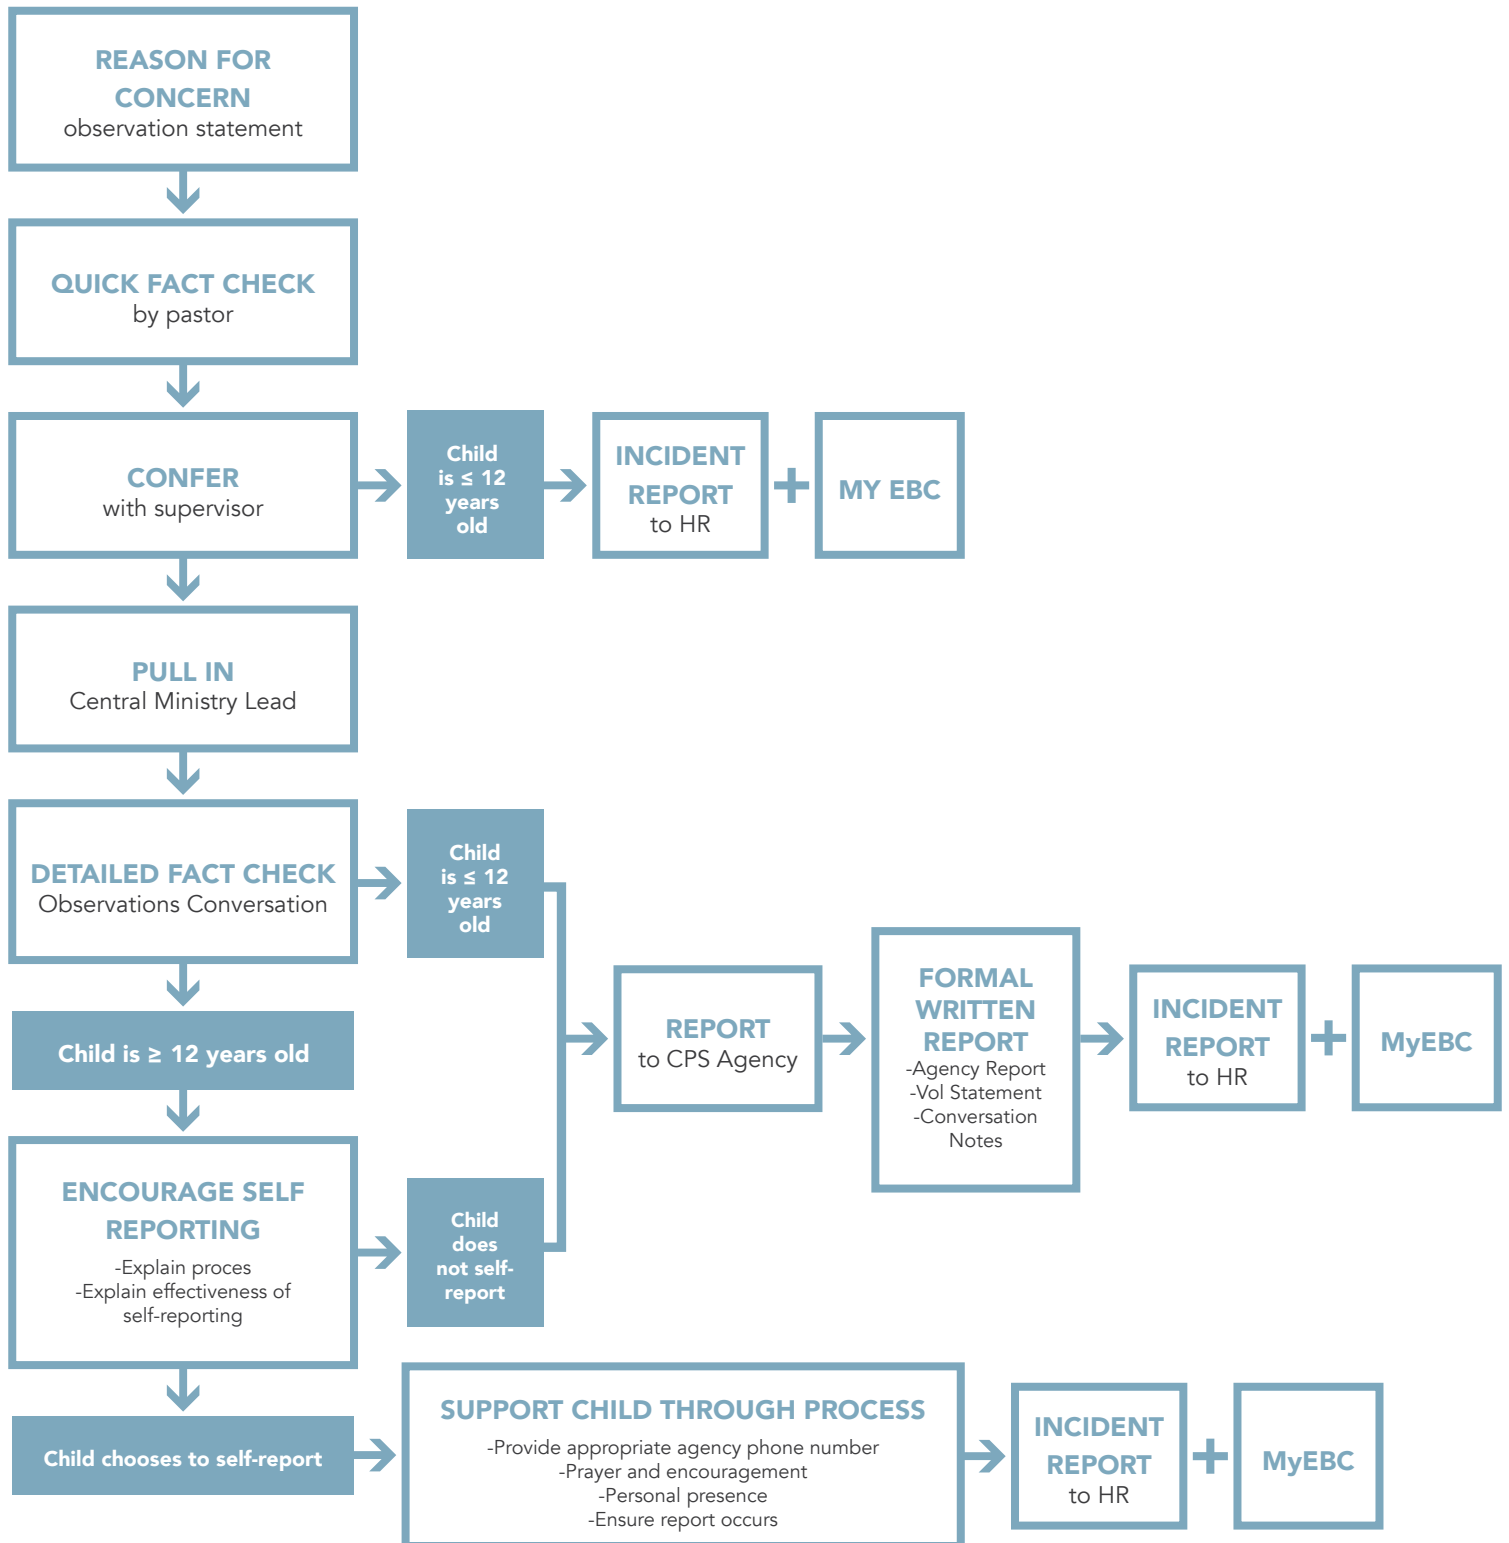 REASON FOR
CONCERN
observation statement
QUICK FACT CHECK
by pastor
CONFER
with supervisor
Child
is ≤ 12
years
old
INCIDENT
REPORT
to HR
MY EBC
PULL IN
Central Ministry Lead
DETAILED FACT CHECK
Observations Conversation
Child
is ≤ 12
years
old
Child is ≥ 12 years old
ENCOURAGE SELF
REPORTING
-Explain proces
-Explain effectiveness of
self-reporting
Child
does
not self-
report
REPORT
to CPS Agency
FORMAL
WRITTEN
REPORT
-Agency Report
-Vol Statement
-Conversation
Notes
INCIDENT
REPORT
to HR
MyEBC
Child chooses to self-report
SUPPORT CHILD THROUGH PROCESS
-Provide appropriate agency phone number
-Prayer and encouragement
-Personal presence
-Ensure report occurs
INCIDENT
REPORT
to HR
MyEBC